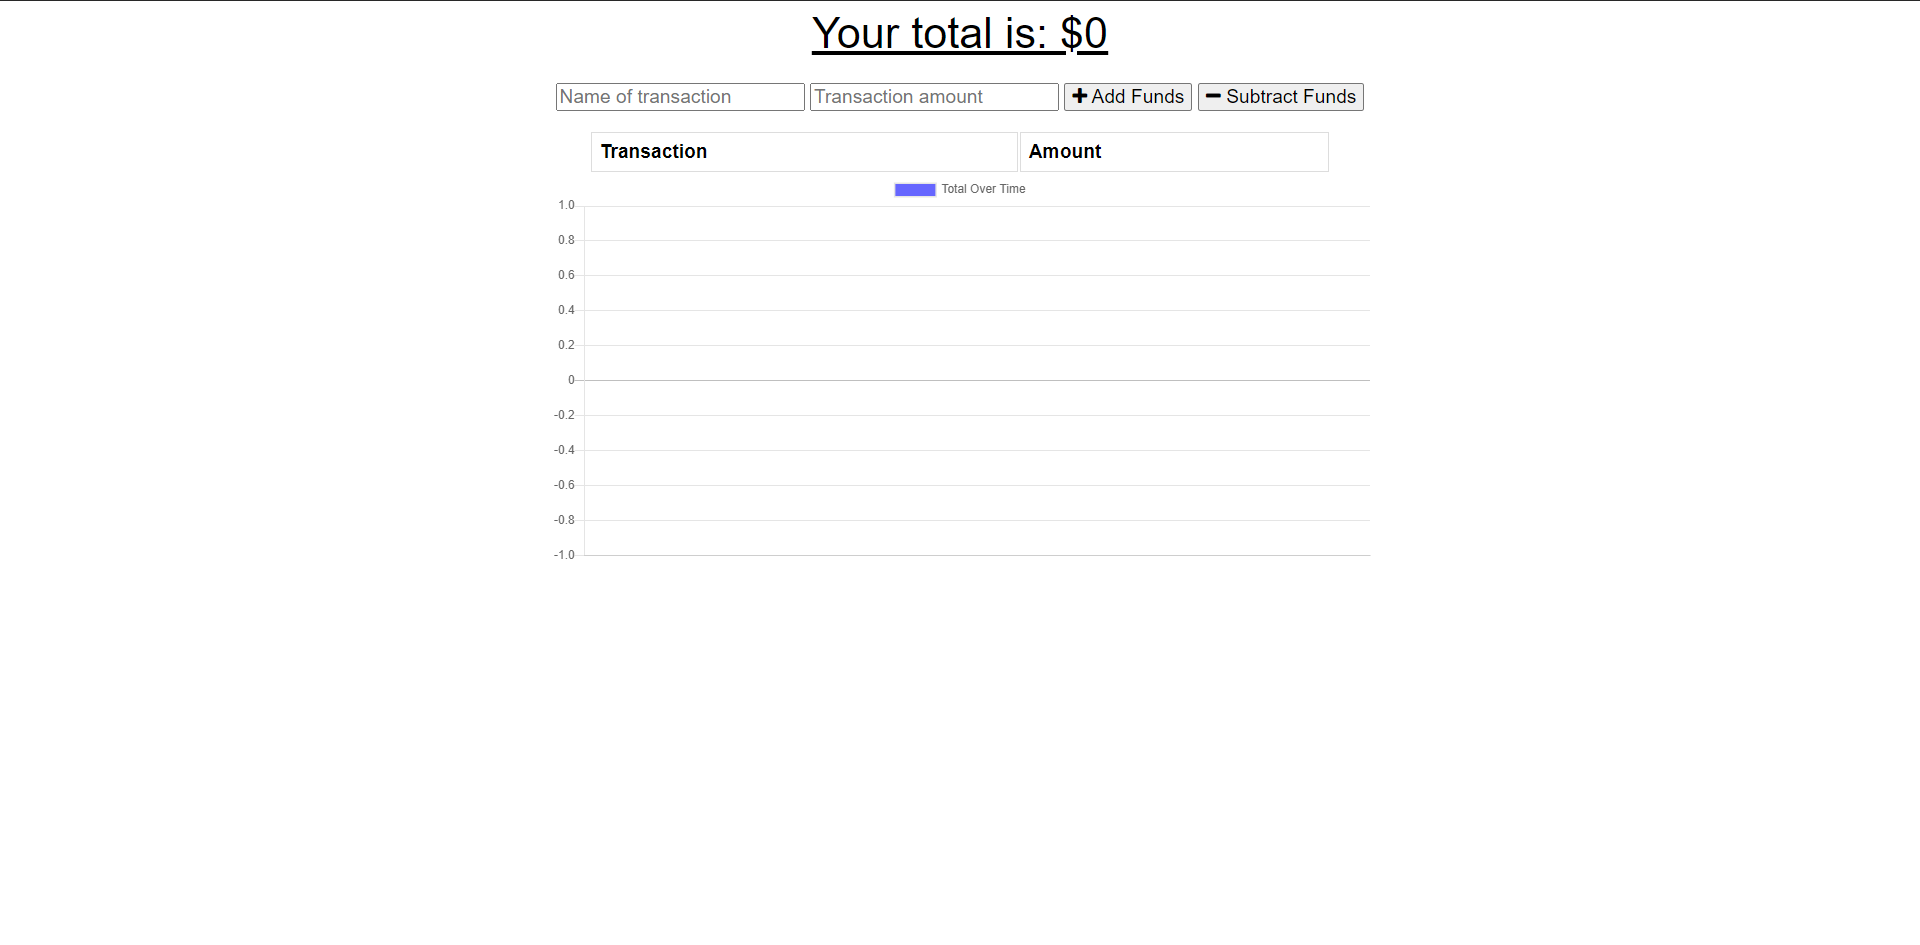 Your total is: $0
Name of transaction Transaction amount Add Funds Subtract Funds
Transaction Amount
Total Over Time
1.0
0.8
0.6
0.4
0.2
0
-0.2
-0.4
-0.6
-0.8
-1.0